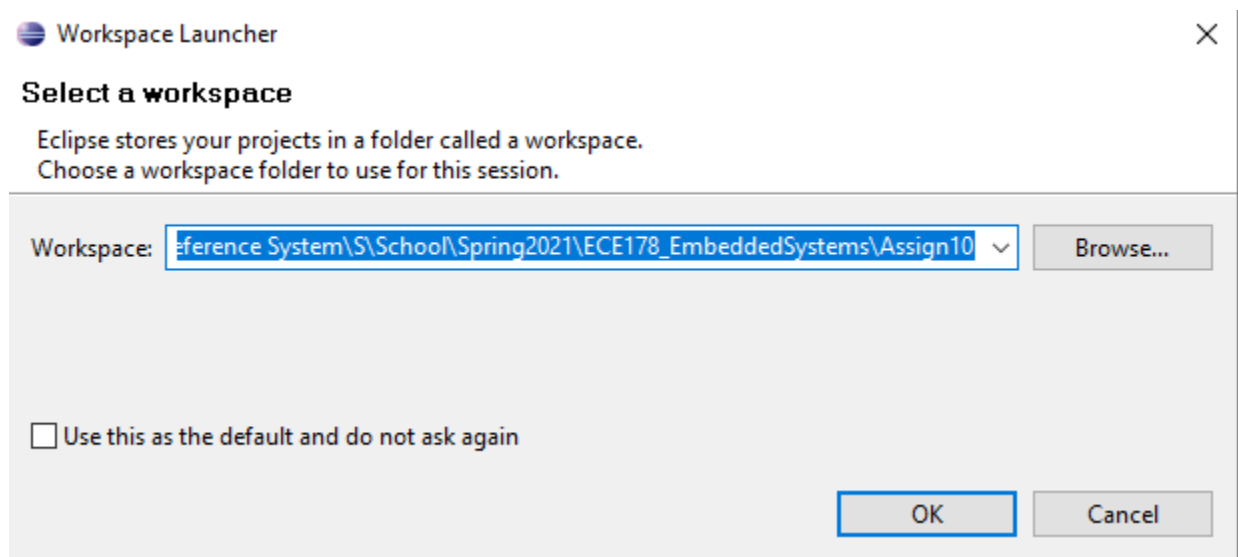 Workspace Launcher
Select a workspace
Eclipse stores your projects in a folder called a workspace.
Choose a workspace folder to use for this session.
Workspace: eference System\S\School\Spring2021\ECE178_EmbeddedSystems\Assign10 Browse...
Use this as the default and do not ask again
OK Cancel